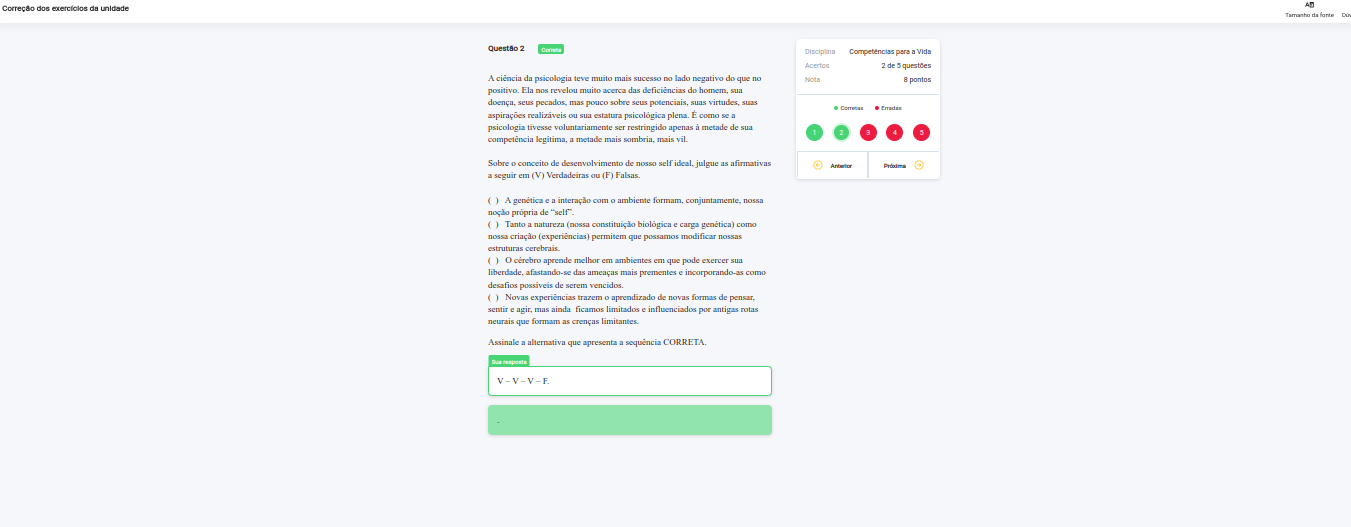 Correção dos exercícios da unidade
Tamanho da fonte
Questão 2 Correta
A ciência da psicologia teve muito mais sucesso no lado negativo do que no
positivo. Ela nos revelou muito acerca das deficiências do homem, sua
doença, seus pecados, mas pouco sobre seus potenciais, suas virtudes, suas
aspirações realizáveis ou sua estatura psicológica plena. É como se a
psicologia tivesse voluntariamente ser restringido apenas à metade de sua
competência legítima, a metade mais sombria, mais vil.
Sobre o conceito de desenvolvimento de nosso self ideal, julgue as afirmativas
a seguir em (V) Verdadeiras ou (F) Falsas.
( ) A genética e a interação com o ambiente formam, conjuntamente, nossa
noção própria de “self”.
( ) Tanto a natureza (nossa constituição biológica e carga genética) como
nossa criação (experiências) permitem que possamos modificar nossas
estruturas cerebrais.
( ) O cérebro aprende melhor em ambientes em que pode exercer sua
liberdade, afastando-se das ameaças mais prementes e incorporando-as como
desafios possíveis de serem vencidos.
( ) Novas experiências trazem o aprendizado de novas formas de pensar,
sentir e agir, mas ainda ficamos limitados e influenciados por antigas rotas
neurais que formam as crenças limitantes.
Assinale a alternativa que apresenta a sequência CORRETA.
Sua resposta
V – V – V – F.
.
Disciplina Competências para a Vida
Acertos 2 de 5 questões
Nota 8 pontos
Corretas Erradas
1 2 3 4 5
Anterior Próxima